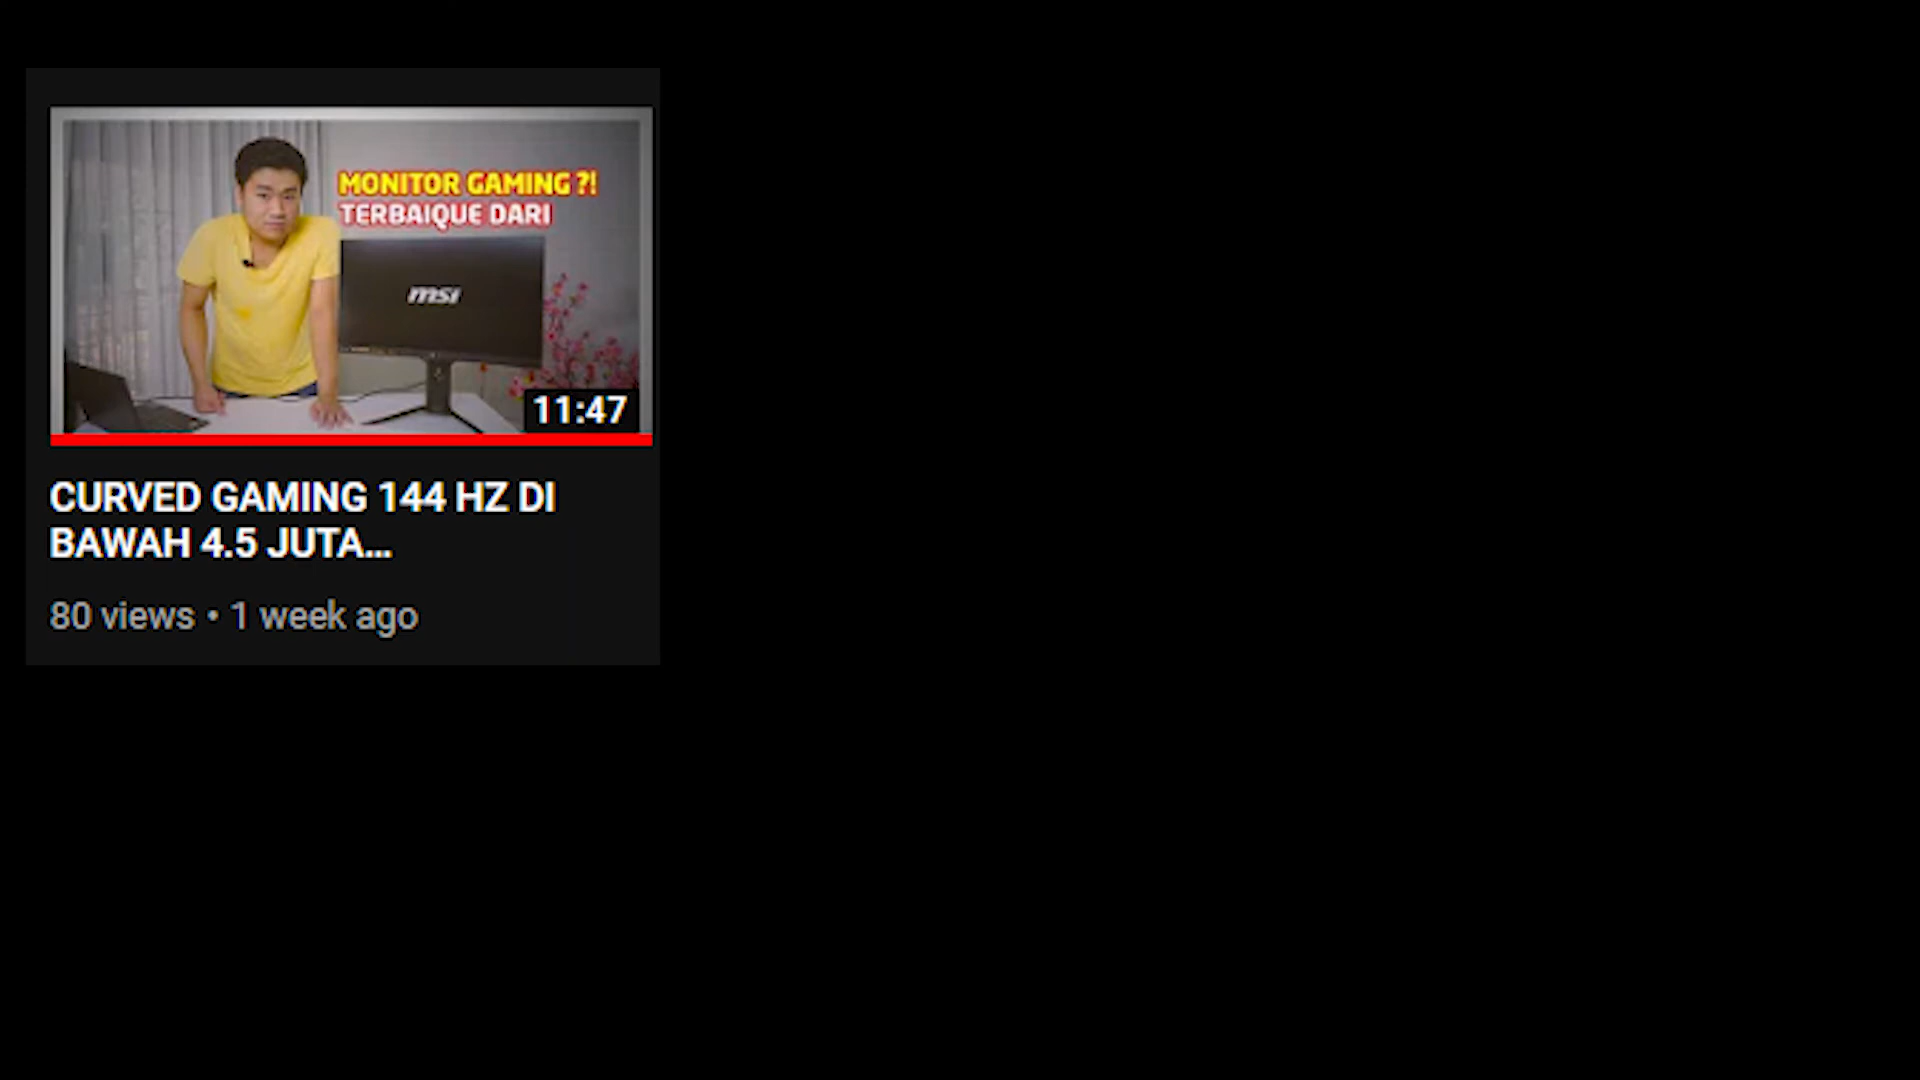 MONITOR GAMING ?!
TERBAIQUE DARI
msi
11:47
CURVED GAMING 144 HZ DI
BAWAH 4.5 JUTA...
80 views • 1 week ago